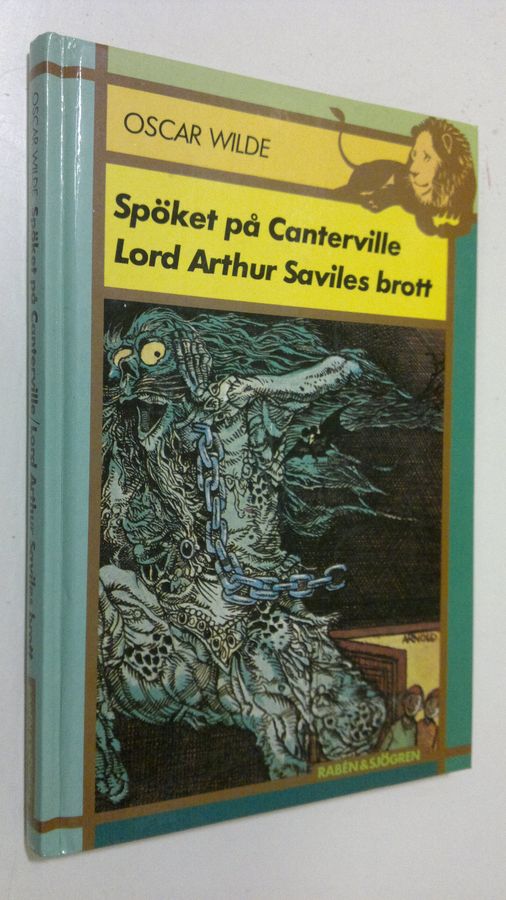 OSCAR WILDE
Spöket på Canterville
Lord Arthur Saviles brott
ARNOLD
RABÉN & SJÖGREN
OSCAR WILDE Spöket på Canterville/Lord Arthur Saviles brott